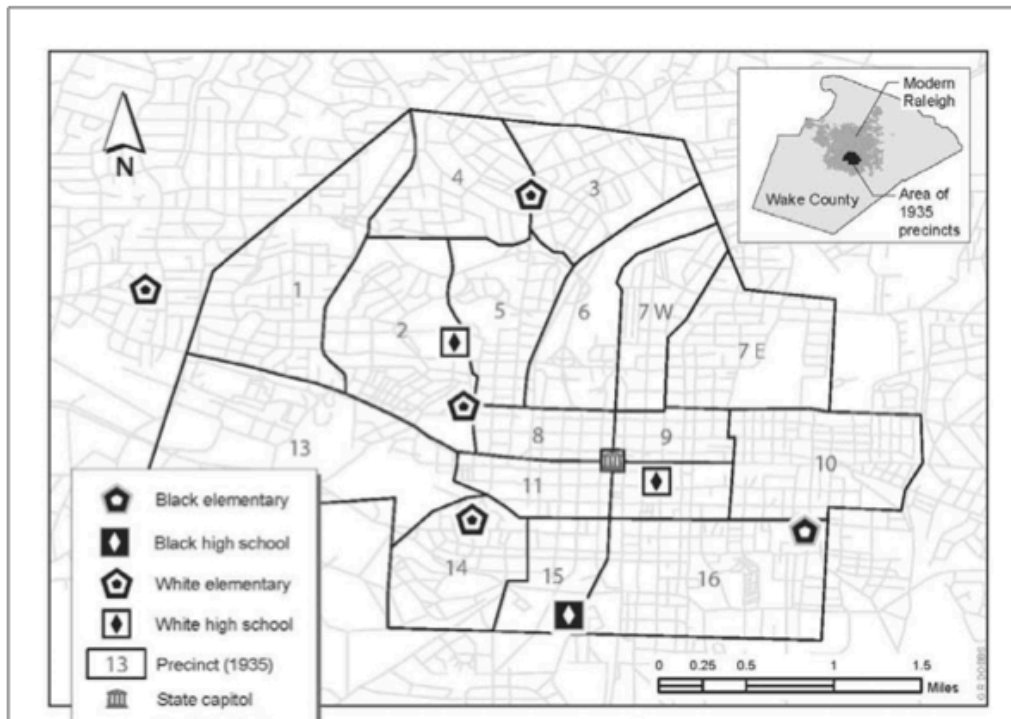 N
Modern
Raleigh
Wake County
Area of
1935
precincts
4
3
1
2
5
6
7 W
7 E
8
9
10
11
13
14
15
16
Black elementary
Black high school
White elementary
White high school
13 Precinct (1935)
State capitol
0 0.25 0.5 1 1.5
Miles